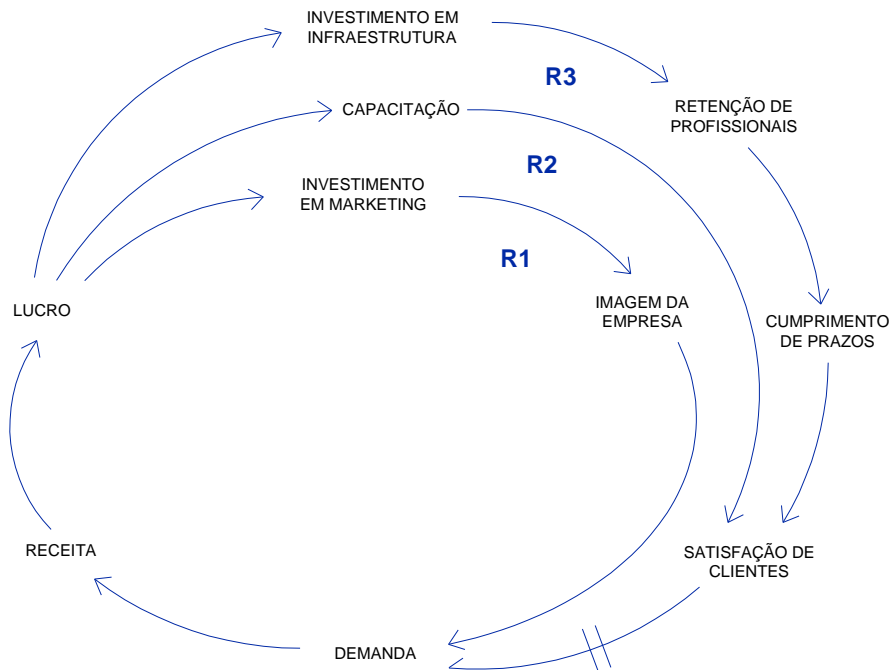 INVESTIMENTO EM
INFRAESTRUTURA
R3
CAPACITAÇÃO
RETENÇÃO DE
PROFISSIONAIS
R2
INVESTIMENTO
EM MARKETING
R1
LUCRO
IMAGEM DA
EMPRESA
CUMPRIMENTO
DE PRAZOS
RECEITA
SATISFAÇÃO DE
CLIENTES
DEMANDA